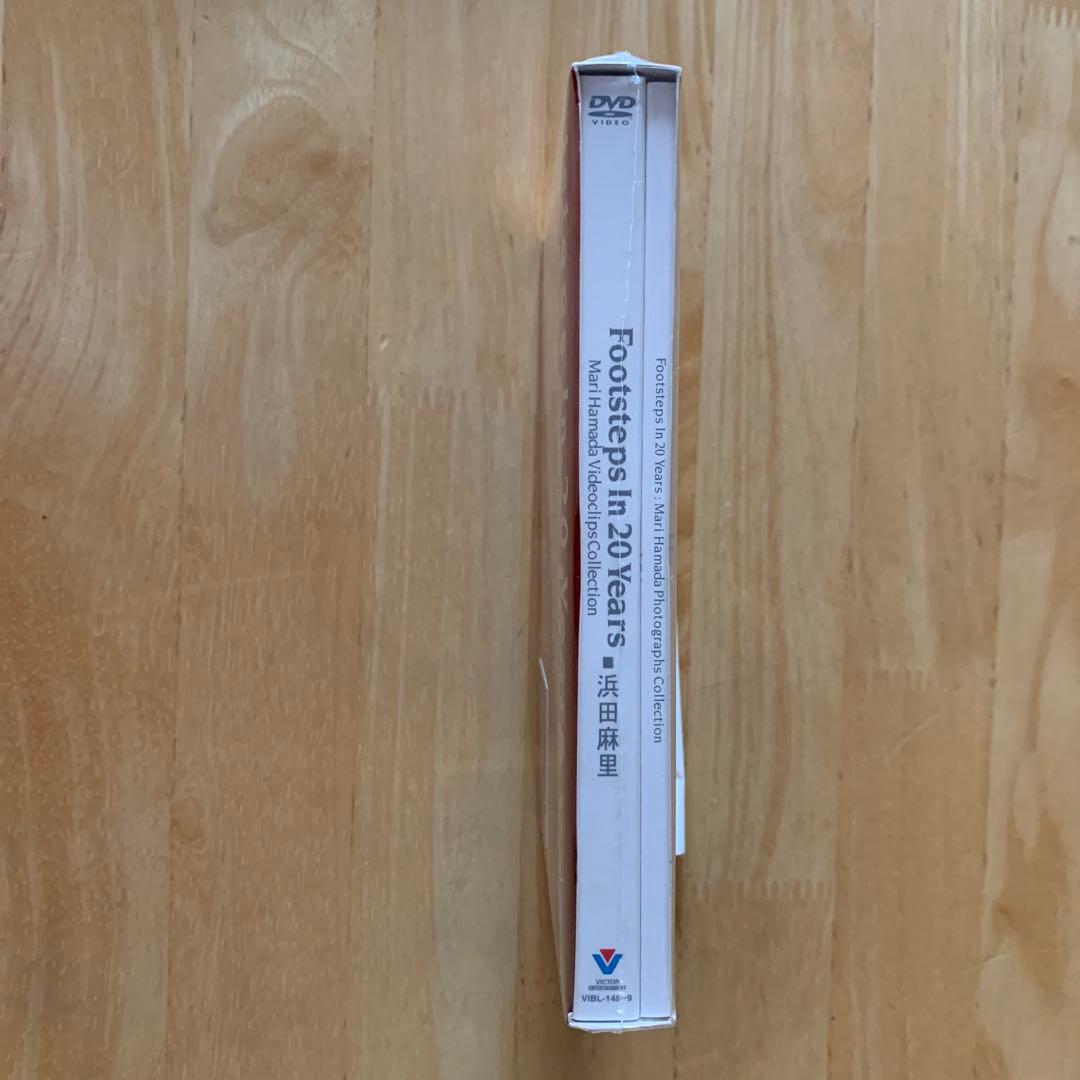 DVD
VIDEO
Footsteps In 20 Years ■ 浜田麻里
Mari Hamada Videoclips Collection
VICTOR
ENTERTAINMENT
VIBL-148~9
Footsteps In 20 Years : Mari Hamada Photographs Collection